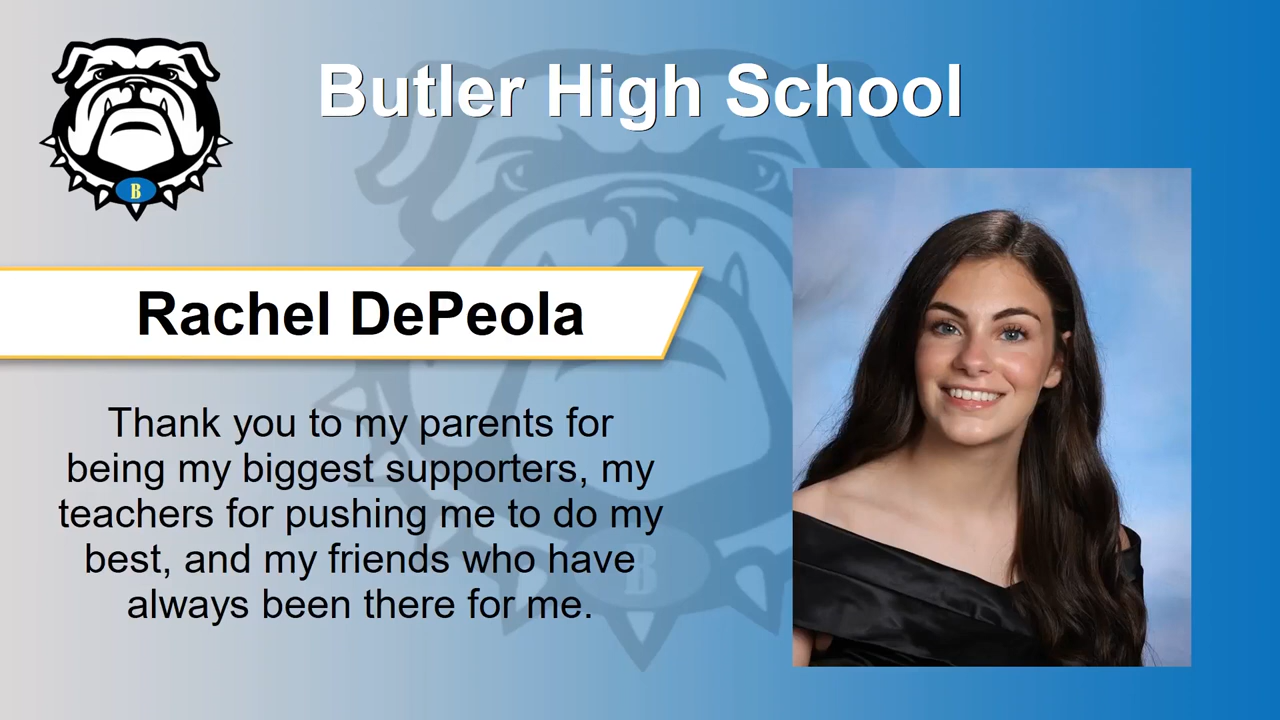 Butler High School
B
Rachel DePeola
Thank you to my parents for
being my biggest supporters, my
teachers for pushing me to do my
best, and my friends who have
always been there for me.
B